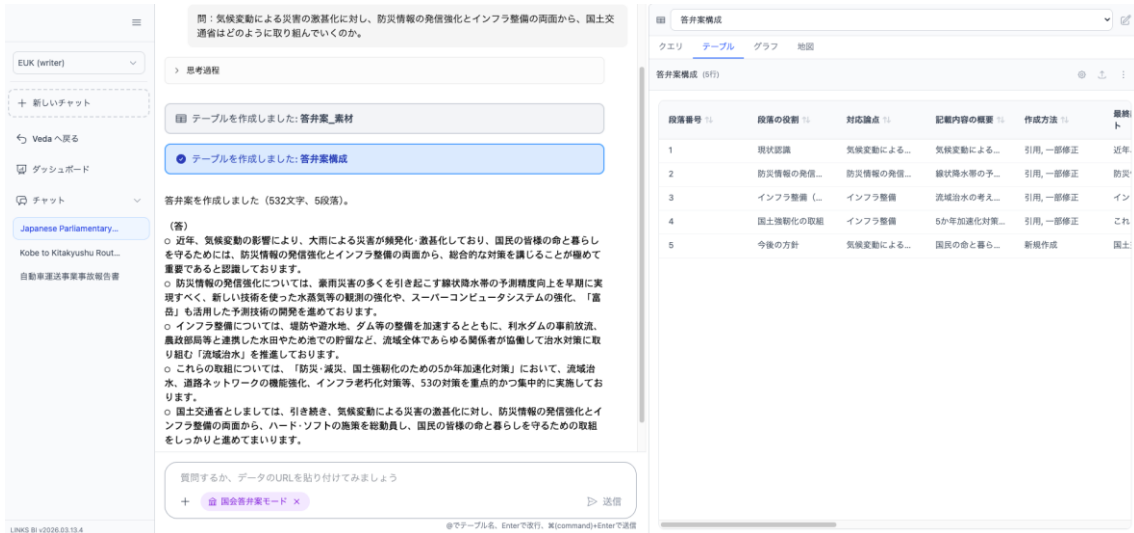 問：気候変動による災害の激甚化に対し、防災情報の発信強化とインフラ整備の両面から、国土交
通省はどのように取り組んでいくのか。
EUK (writer)
＋ 新しいチャット
Veda へ戻る
ダッシュボード
チャット
Japanese Parliamentary...
Kobe to Kitakyushu Rout...
自動車運送事業事故報告書
LINKS BI v2026.03.13.4
> 思考過程
テーブルを作成しました: 答弁案_素材
テーブルを作成しました: 答弁案構成
答弁案を作成しました（532文字、5段落）。
（答）
○ 近年、気候変動の影響により、大雨による災害が頻発化･激甚化しており、国民の皆様の命と暮らし
を守るためには、防災情報の発信強化とインフラ整備の両面から、総合的な対策を講じることが極めて
重要であると認識しております。
○ 防災情報の発信強化については、豪雨災害の多くを引き起こす線状降水帯の予測精度向上を早期に実
現すべく、新しい技術を使った水蒸気等の観測の強化や、スーパーコンピュータシステムの強化、「富
岳」も活用した予測技術の開発を進めております。
○ インフラ整備については、堤防や遊水地、ダム等の整備を加速するとともに、利水ダムの事前放流、
農政部局等と連携した水田やため池での貯留など、流域全体であらゆる関係者が協働して治水対策に取
り組む「流域治水」を推進しております。
○ これらの取組については、「防災･減災、国土強靭化のための5か年加速化対策」において、流域治
水、道路ネットワークの機能強化、インフラ老朽化対策等、53の対策を重点的かつ集中的に実施してお
ります。
○ 国土交通省としましては、引き続き、気候変動による災害の激甚化に対し、防災情報の発信強化とイ
ンフラ整備の両面から、ハード･ソフトの施策を総動員し、国民の皆様の命と暮らしを守るための取組
をしっかりと進めてまいります。
質問するか、データのURLを貼り付けてみましょう
＋ 国会答弁案モード ×
送信
@でテーブル名、Enterで改行、⌘(command)+Enterで送信
答弁案構成
クエリ テーブル グラフ 地図
答弁案構成 (5行)
段落番号 段落の役割 対応論点 記載内容の概要 作成方法 最終
ト
1 現状認識 気候変動による... 気候変動による... 引用, 一部修正 近年、
2 防災情報の発信... 防災情報の発信... 線状降水帯の予... 引用, 一部修正 防災
3 インフラ整備（... インフラ整備 流域治水の考え... 引用, 一部修正 イン
4 国土強靭化の取組 インフラ整備 5か年加速化対策... 引用, 一部修正 これ
5 今後の方針 気候変動による... 国民の命と暮ら... 新規作成 国土